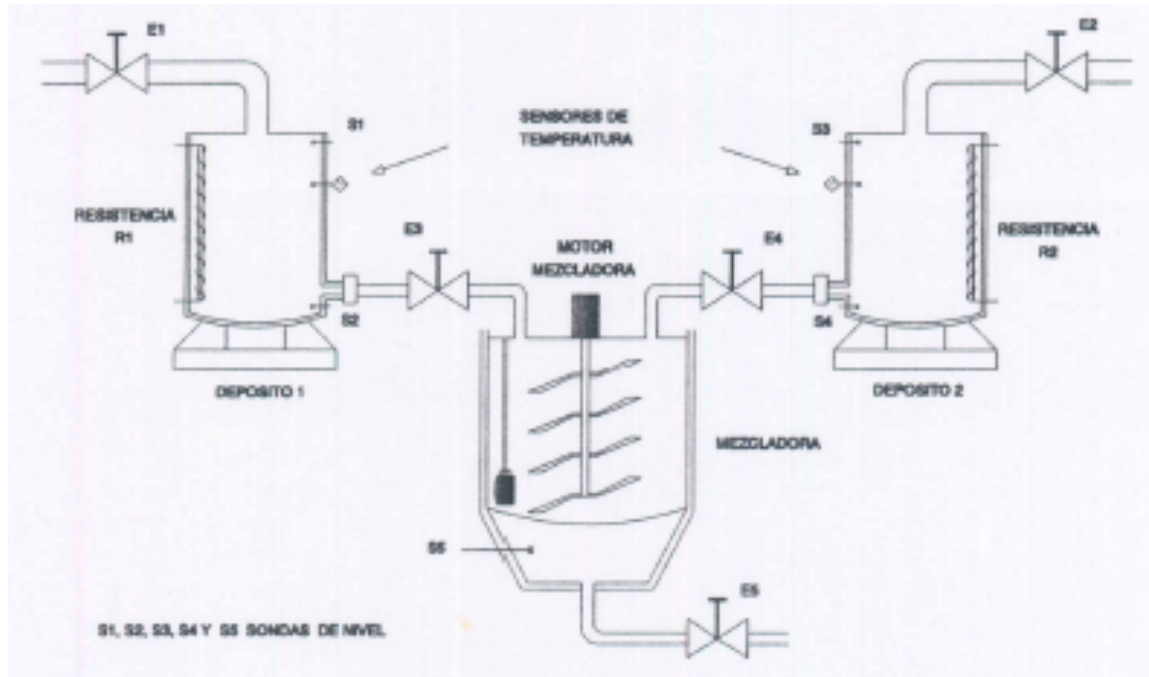 E1
E2
S1
SENSORES DE
TEMPERATURA
S3
RESISTENCIA
R1
E3
MOTOR
MEZCLADORA
E4
RESISTENCIA
R2
S2
S4
DEPOSITO 1
DEPOSITO 2
MEZCLADORA
S5
E5
S1, S2, S3, S4 Y S5 SONDAS DE NIVEL